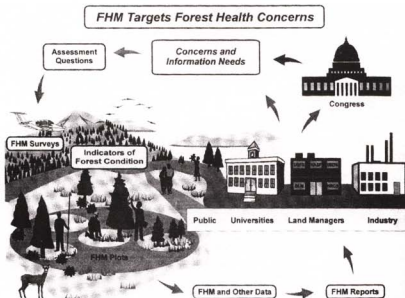 FHM Targets Forest Health Concerns
Assessment
Questions
Concerns and
Information Needs
Congress
FHM Surveys
Indicators of
Forest Condition
Public
Universities
Land Managers
Industry
FHM Plots
FHM and Other Data
FHM Reports